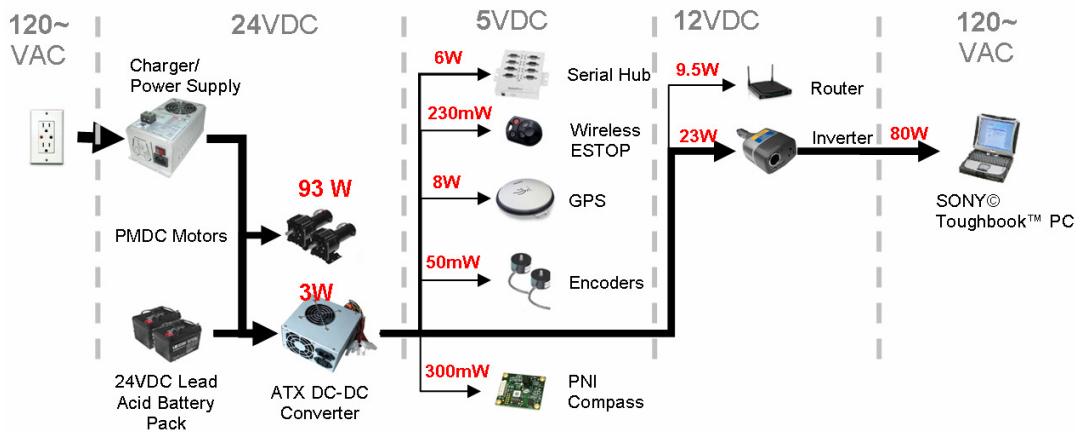 120~
VAC
24VDC
5VDC
12VDC
120~
VAC
Charger/
Power Supply
93 W
PMDC Motors
3W
24VDC Lead
Acid Battery
Pack
ATX DC-DC
Converter
6W
Serial Hub
230mW
Wireless
ESTOP
8W
GPS
50mW
Encoders
300mW
PNI
Compass
9.5W
Router
23W
Inverter
80W
SONY©
Toughbook™ PC